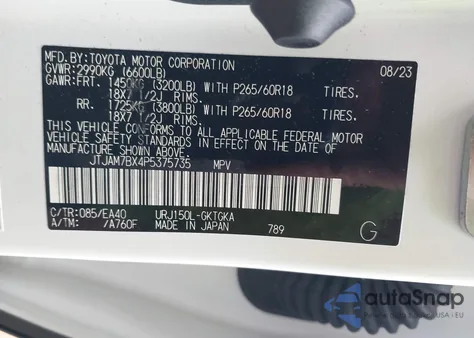 MFD.BY: TOYOTA MOTOR CORPORATION 08/23
GVWR: 2990KG (6600LB)
GAWR:FRT. 1450KG (3200LB) WITH P265/60R18 TIRES.
18X7 1/2J RIMS.
RR. 1725KG (3800LB) WITH P265/60R18 TIRES.
18X7 1/2J RIMS.
THIS VEHICLE CONFORMS TO ALL APPLICABLE FEDERAL MOTOR
VEHICLE SAFETY STANDARDS IN EFFECT ON THE DATE OF
MANUFACTURE SHOWN ABOVE.
JTJAM7BX4P5375735 MPV
C/TR: 085/EA40 URJ150L-GKTGKA
A/TM: /A760F MADE IN JAPAN 789 G
autoSnap
USA
EU